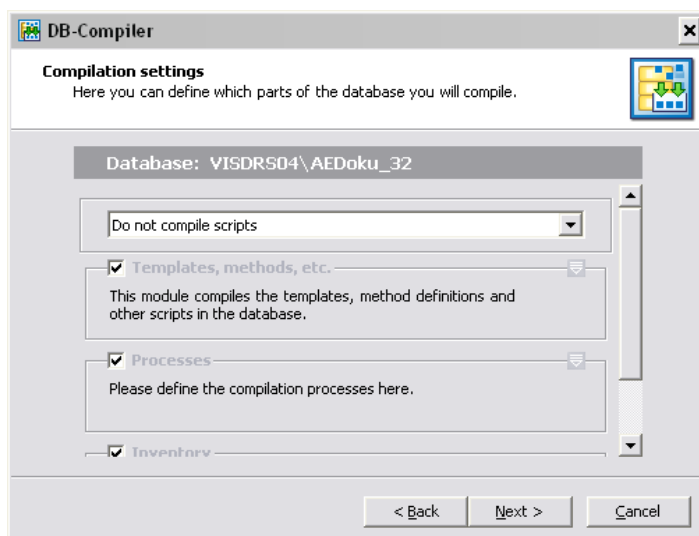 DB-Compiler
Compilation settings
Here you can define which parts of the database you will compile.
Database: VISDRS04\AEDoku_32
Do not compile scripts
Templates, methods, etc.
This module compiles the templates, method definitions and
other scripts in the database.
Processes
Please define the compilation processes here.
Inventory
< Back
Next >
Cancel